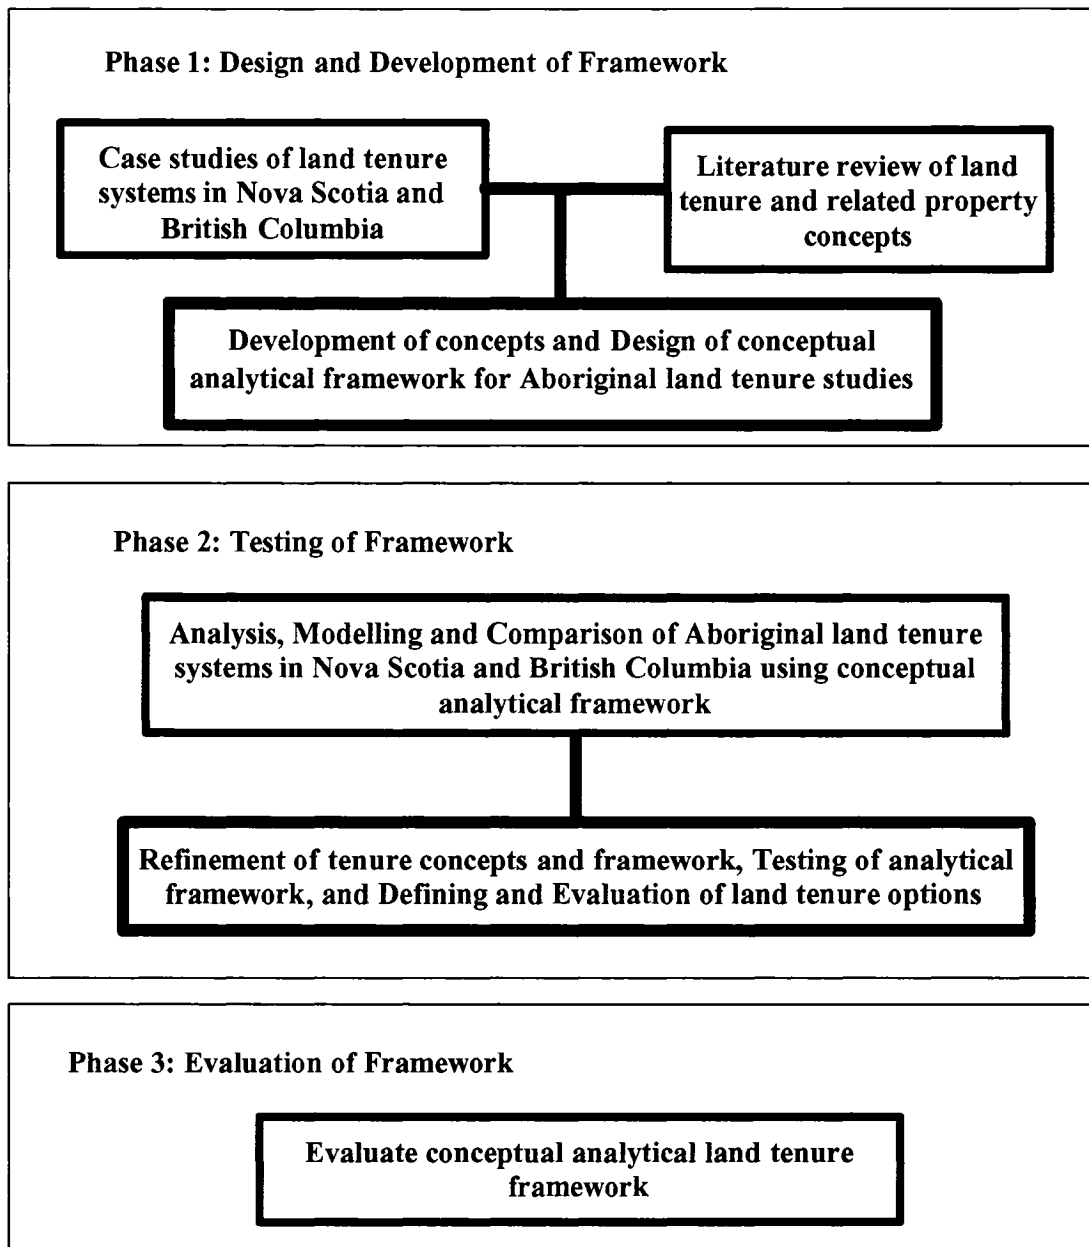 Phase 1: Design and Development of Framework
Case studies of land tenure
systems in Nova Scotia and
British Columbia
Literature review of land
tenure and related property
concepts
Development of concepts and Design of conceptual
analytical framework for Aboriginal land tenure studies
Phase 2: Testing of Framework
Analysis, Modelling and Comparison of Aboriginal land tenure
systems in Nova Scotia and British Columbia using conceptual
analytical framework
Refinement of tenure concepts and framework, Testing of analytical
framework, and Defining and Evaluation of land tenure options
Phase 3: Evaluation of Framework
Evaluate conceptual analytical land tenure
framework